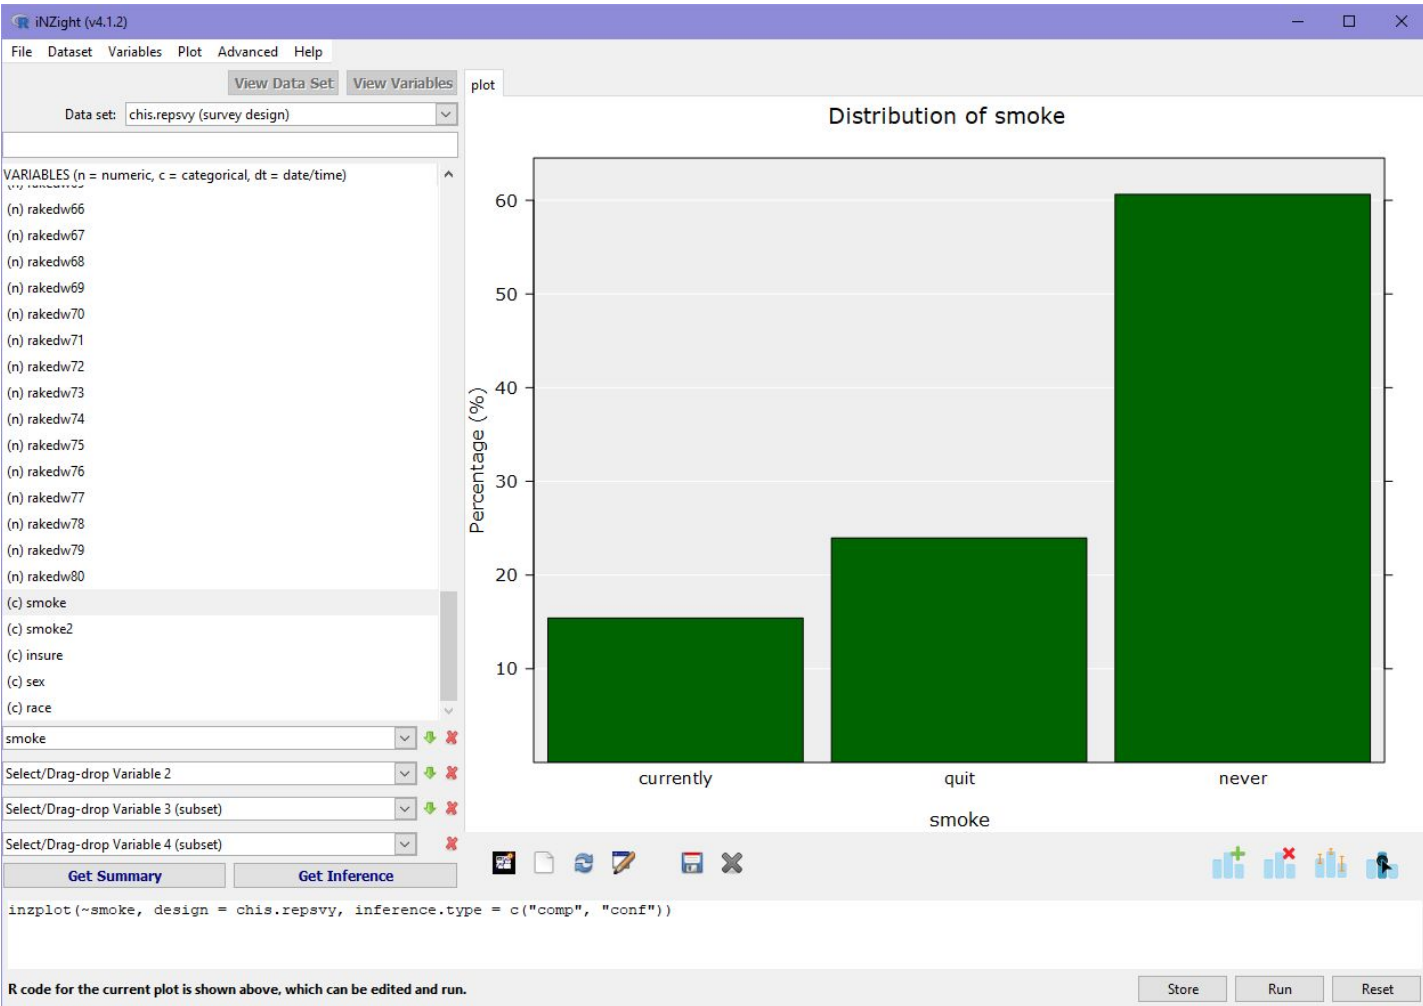 iNZight (v4.1.2)
File Dataset Variables Plot Advanced Help
View Data Set View Variables
Data set: chis.repsvy (survey design)
VARIABLES (n = numeric, c = categorical, dt = date/time)
(n) rakedw66
(n) rakedw67
(n) rakedw68
(n) rakedw69
(n) rakedw70
(n) rakedw71
(n) rakedw72
(n) rakedw73
(n) rakedw74
(n) rakedw75
(n) rakedw76
(n) rakedw77
(n) rakedw78
(n) rakedw79
(n) rakedw80
(c) smoke
(c) smoke2
(c) insure
(c) sex
(c) race
smoke
Select/Drag-drop Variable 2
Select/Drag-drop Variable 3 (subset)
Select/Drag-drop Variable 4 (subset)
Get Summary Get Inference
plot
Distribution of smoke
Percentage (%)
60
50
40
30
20
10
currently quit never
smoke
inzplot(~smoke, design = chis.repsvy, inference.type = c("comp", "conf"))
R code for the current plot is shown above, which can be edited and run.
Store Run Reset